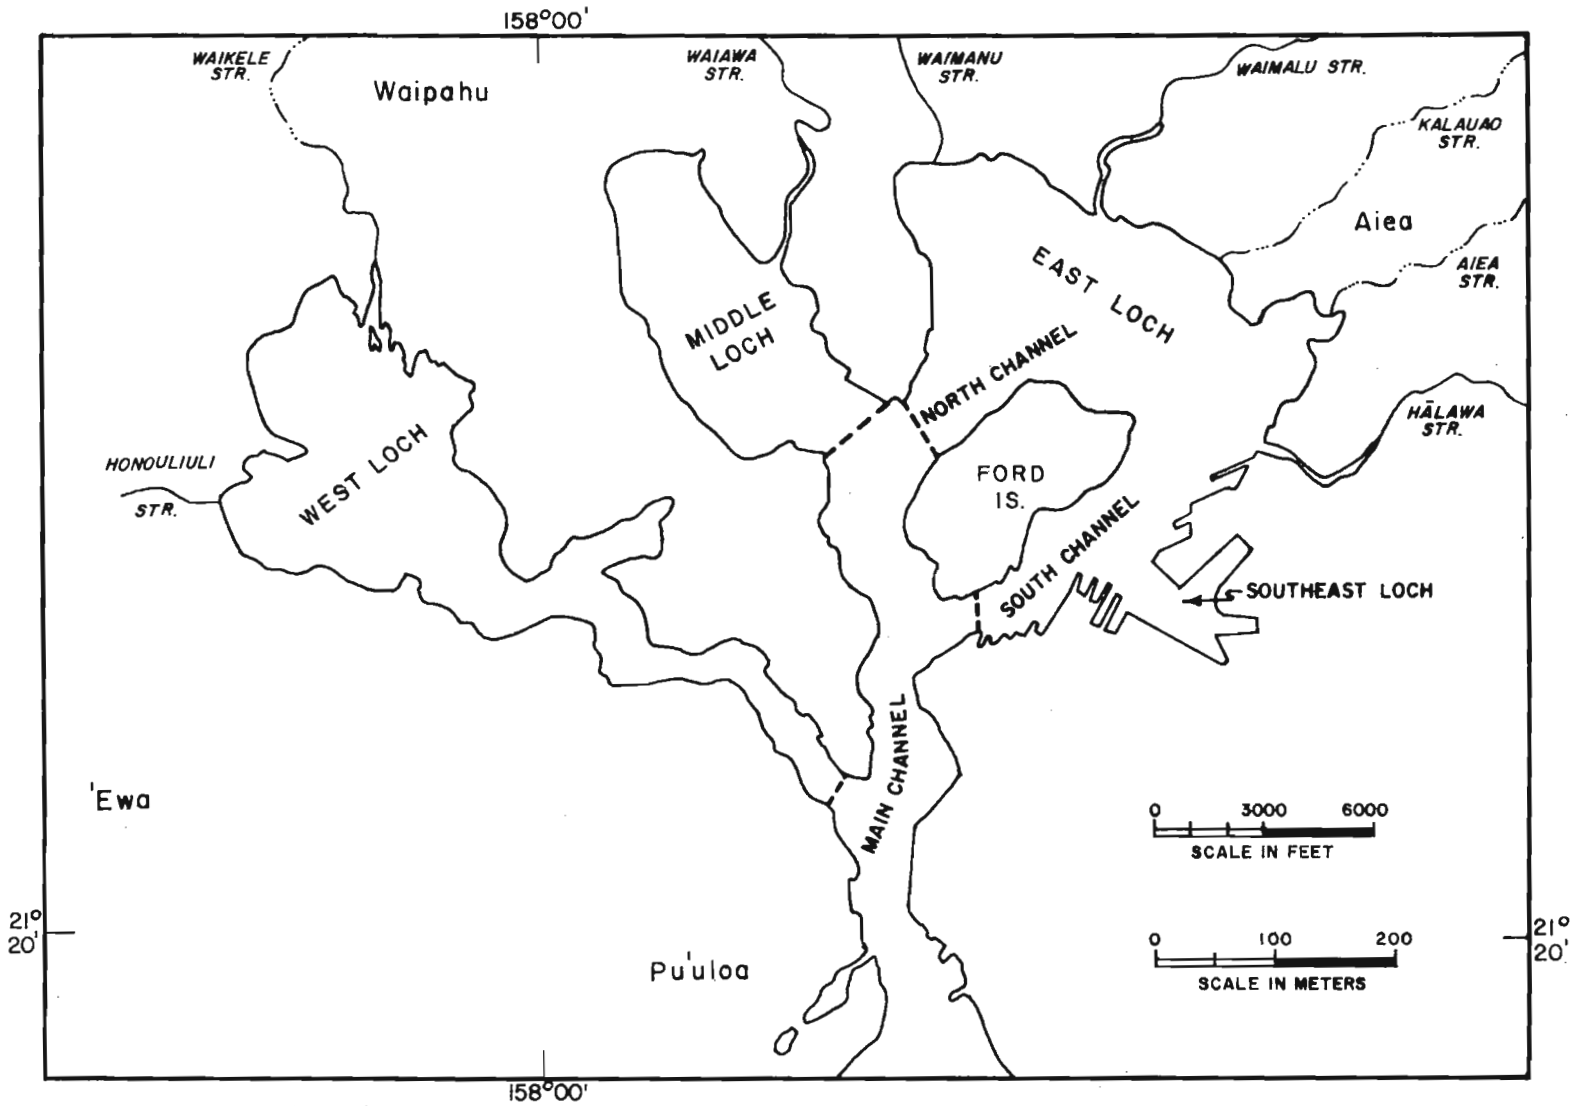 158°00'
WAIKELE
STR.
Waipahu
WAIAWA
STR.
WAIMANU
STR.
WAIMALU STR.
KALAUAO
STR.
Aiea
AIEA
STR.
EAST LOCH
MIDDLE
LOCH
NORTH CHANNEL
HĀLAWA
STR.
WEST LOCH
HONOULIULI
STR.
FORD
IS.
SOUTH CHANNEL
SOUTHEAST LOCH
MAIN CHANNEL
'Ewa
0 3000 6000
SCALE IN FEET
21°
20'
21°
20'
0 100 200
SCALE IN METERS
Pu'uloa
158°00'